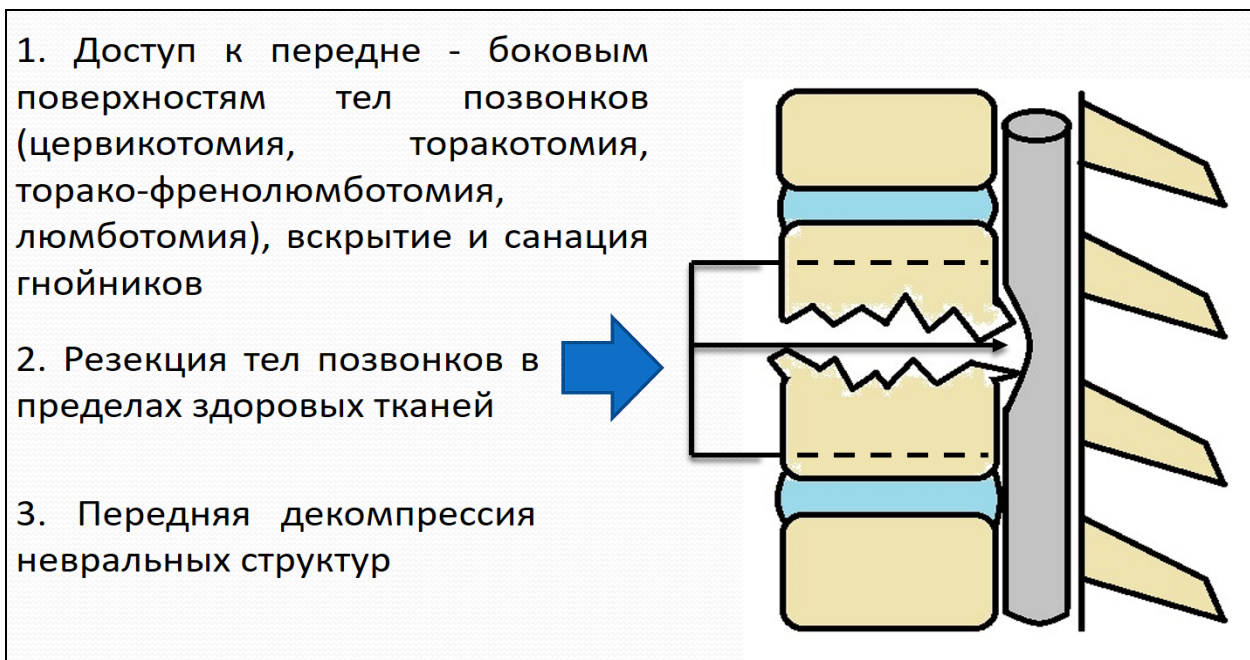 1. Доступ к передне - боковым
поверхностям тел позвонков
(цервикотомия, торакотомия,
торако-френолюмботомия,
люмботомия), вскрытие и санация
гнойников
2. Резекция тел позвонков в
пределах здоровых тканей
3. Передняя декомпрессия
невральных структур